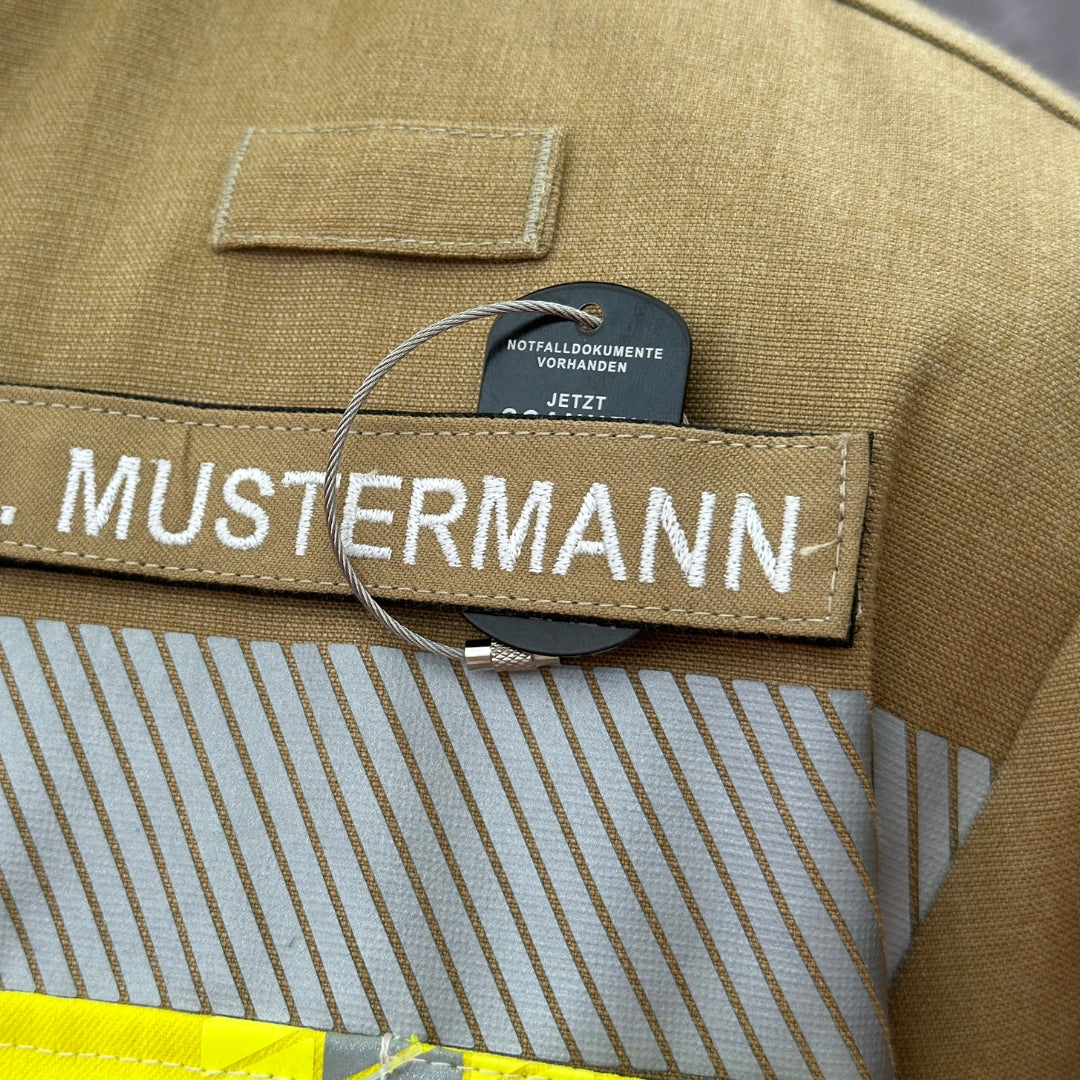 NOTFALLDOKUMENTE
VORHANDEN
JETZT
. MUSTERMANN